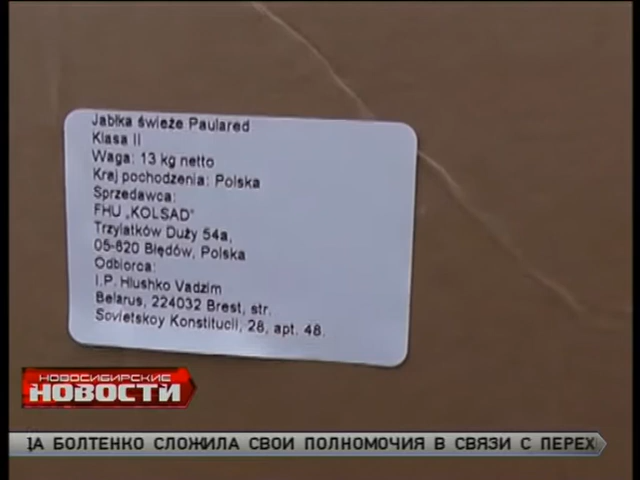 Jabłka świeże Paulared
Klasa II
Waga: 13 kg netto
Kraj pochodzenia: Polska
Sprzedawca:
FHU „KOLSAD"
Trzylatków Duży 54a,
05-620 Błędów, Polska
Odbiorca:
I.P. Hlushko Vadzim
Belarus, 224032 Brest, str.
Sovietskoy Konstitucii, 28, apt. 48.
НОВОСИБИРСКИЕ
НОВОСТИ
ДА БОЛТЕНКО СЛОЖИЛА СВОИ ПОЛНОМОЧИЯ В СВЯЗИ С ПЕРЕХ